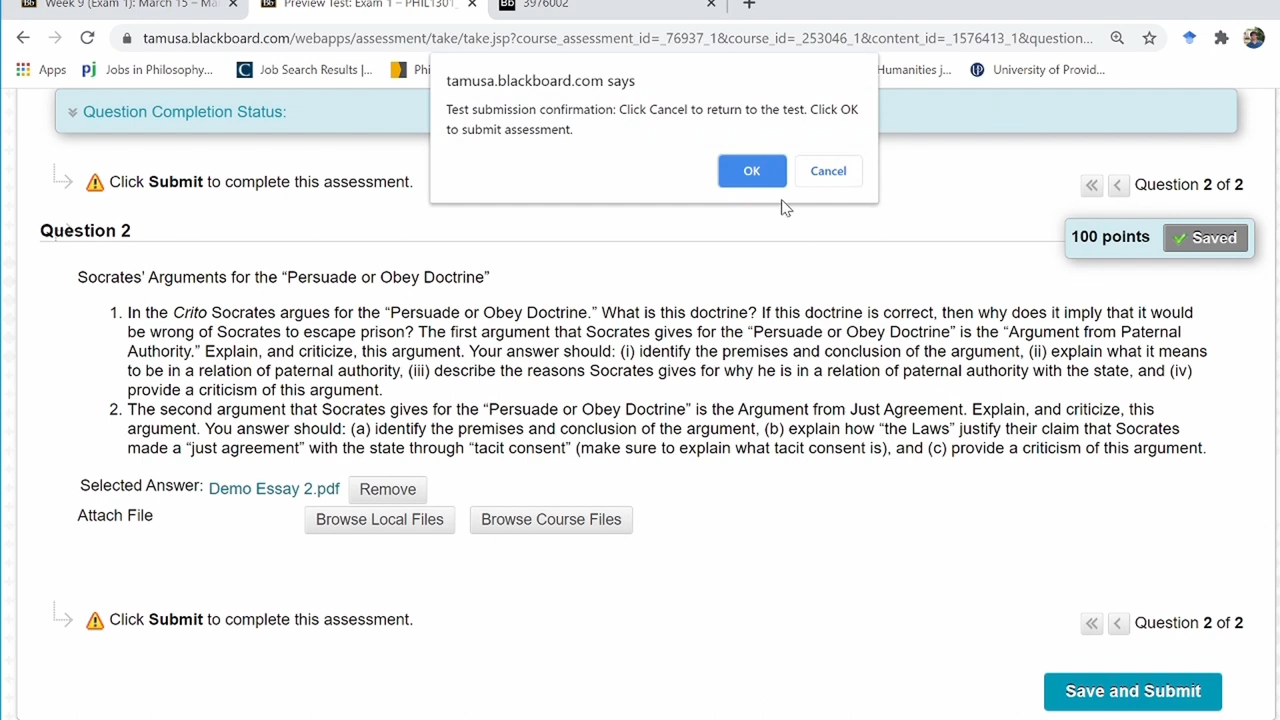 Week 9 (Exam 1): March 15 – Ma
Preview Test: Exam 1 – PHIL1301_
Bb 3976002
tamusa.blackboard.com/webapps/assessment/take/take.jsp?course_assessment_id=_76937_1&course_id=_253046_1&content_id=_1576413_1&question...
Apps
pj Jobs in Philosophy...
C Job Search Results |...
Phi
Humanities j...
University of Provid...
tamusa.blackboard.com says
Test submission confirmation: Click Cancel to return to the test. Click OK
to submit assessment.
OK
Cancel
Question Completion Status:
Click Submit to complete this assessment.
Question 2 of 2
Question 2
100 points
Saved
Socrates' Arguments for the “Persuade or Obey Doctrine”
1. In the Crito Socrates argues for the “Persuade or Obey Doctrine.” What is this doctrine? If this doctrine is correct, then why does it imply that it would
be wrong of Socrates to escape prison? The first argument that Socrates gives for the “Persuade or Obey Doctrine” is the “Argument from Paternal
Authority.” Explain, and criticize, this argument. Your answer should: (i) identify the premises and conclusion of the argument, (ii) explain what it means
to be in a relation of paternal authority, (iii) describe the reasons Socrates gives for why he is in a relation of paternal authority with the state, and (iv)
provide a criticism of this argument.
2. The second argument that Socrates gives for the “Persuade or Obey Doctrine” is the Argument from Just Agreement. Explain, and criticize, this
argument. You answer should: (a) identify the premises and conclusion of the argument, (b) explain how “the Laws” justify their claim that Socrates
made a “just agreement” with the state through “tacit consent” (make sure to explain what tacit consent is), and (c) provide a criticism of this argument.
Selected Answer: Demo Essay 2.pdf Remove
Attach File
Browse Local Files
Browse Course Files
Click Submit to complete this assessment.
Question 2 of 2
Save and Submit